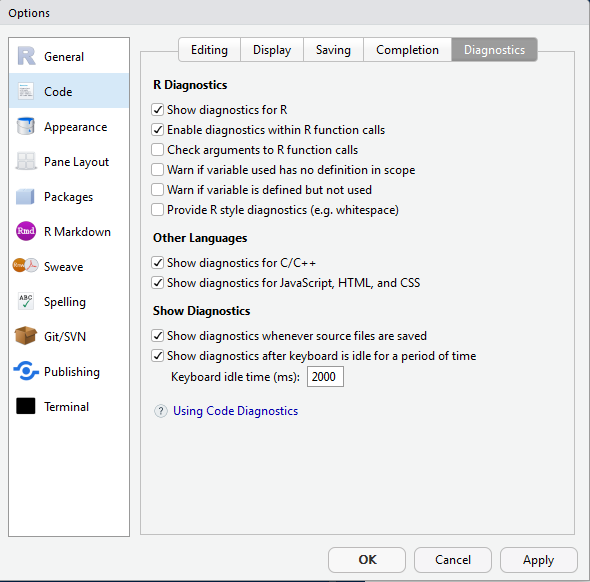 Options
General
Code
Appearance
Pane Layout
Packages
Rmd R Markdown
Rnw Sweave
ABC Spelling
Git/SVN
Publishing
Terminal
Editing Display Saving Completion Diagnostics
R Diagnostics
Show diagnostics for R
Enable diagnostics within R function calls
Check arguments to R function calls
Warn if variable used has no definition in scope
Warn if variable is defined but not used
Provide R style diagnostics (e.g. whitespace)
Other Languages
Show diagnostics for C/C++
Show diagnostics for JavaScript, HTML, and CSS
Show Diagnostics
Show diagnostics whenever source files are saved
Show diagnostics after keyboard is idle for a period of time
Keyboard idle time (ms): 2000
? Using Code Diagnostics
OK Cancel Apply